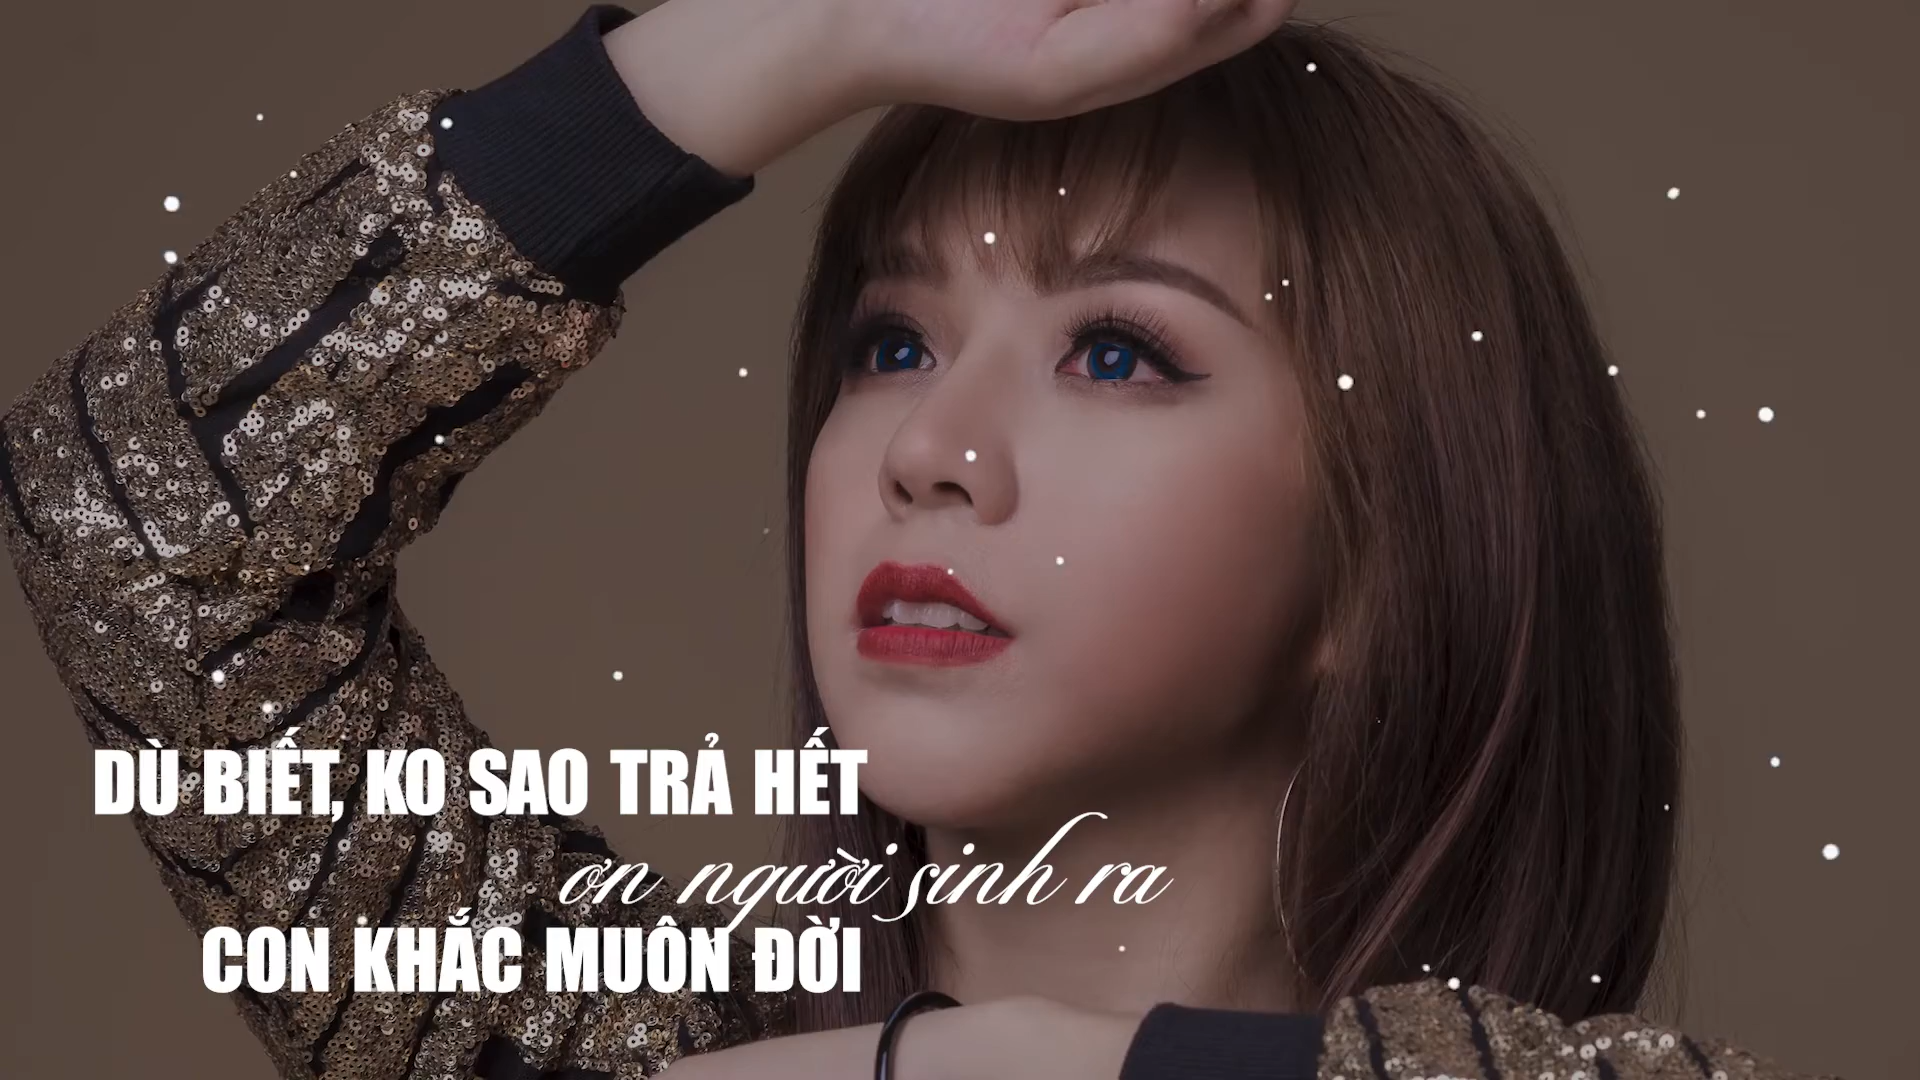 DÙ BIẾT, KO SAO TRẢ HẾT
ơn người sinh ra
CON KHẮC MUÔN ĐỜI